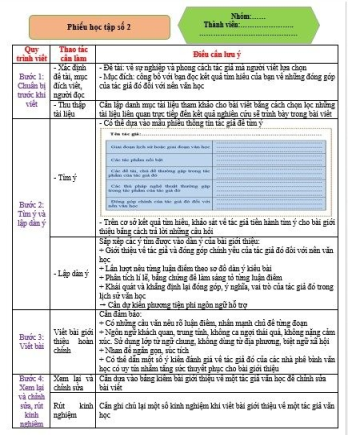 Phiếu học tập số 2
Nhóm:.......
Thành viên:....................
Quy trình viết
Thao tác cần làm
Điều cần lưu ý
Bước 1: Chuẩn bị trước khi viết
- Xác định đề tài, mục đích viết, người đọc
- Đề tài: về sự nghiệp và phong cách tác giả mà người viết lựa chọn
- Mục đích: công bố với bạn đọc kết quả tìm hiểu của bạn về những đóng góp
của tác giả đó đối với nền văn học
- Thu thập tài liệu
Cần lập danh mục tài liệu tham khảo cho bài viết bằng cách chọn lọc những
tài liệu liên quan trực tiếp đến kết quả nghiên cứu sẽ trình bày trong bài viết
Bước 2: Tìm ý và lập dàn ý
- Tìm ý
- Có thể dựa vào mẫu phiếu thông tin tác giả để tìm ý
Tên tác giả:
Giai đoạn lịch sử hoặc giai đoạn văn học
Các tác phẩm nổi bật
Các đề tài, chủ đề thường gặp trong tác
phẩm của tác giả đó
Các thủ pháp nghệ thuật thường gặp
trong tác phẩm của tác giả đó
Đóng góp chính của tác giả đó đối với
nền văn học
- Trên cơ sở kết quả tìm hiểu, khảo sát về tác giả tiến hành tìm ý cho bài giới
thiệu bằng cách trả lời những câu hỏi
- Lập dàn ý
Sắp xếp các ý tìm được vào dàn ý của bài giới thiệu:
+ Giới thiệu về tác giả và đóng góp chính yếu của tác giả đó đối với nền văn
học
+ Lần lượt nêu từng luận điểm theo sơ đồ dàn ý kiểu bài
+ Phân tích lí lẽ, bằng chứng để làm sáng tỏ từng luận điểm
+ Khái quát và khẳng định lại đóng góp, ý nghĩa, vai trò của tác giả đó trong
lịch sử văn học
→ Cần dự kiến phương tiện phi ngôn ngữ hỗ trợ
Bước 3: Viết bài
Viết bài giới thiệu hoàn chỉnh
Cần đảm bảo:
+ Có những câu văn nêu rõ luận điểm, nhấn mạnh chủ đề từng đoạn
+ Ngôn ngữ khách quan, trung tính, không ca ngợi thái quá, không nặng cảm
xúc. Sử dụng lớp từ ngữ chung, không dùng từ địa phương, biệt ngữ xã hội
+ Nhan đề ngắn gọn, súc tích
+ Có thể dẫn một số ý kiến đánh giá về tác giả đó của các nhà phê bình văn
học có uy tín nhằm tăng sức thuyết phục cho bài giới thiệu
Bước 4: Xem lại và chỉnh sửa, rút kinh nghiệm
Xem lại và chỉnh sửa
Cần dựa vào bảng kiểm bài giới thiệu về một tác giả văn học để chỉnh sửa
bài viết
Rút kinh nghiệm
Cần ghi chú lại một số kinh nghiệm khi viết bài giới thiệu về một tác giả văn
học